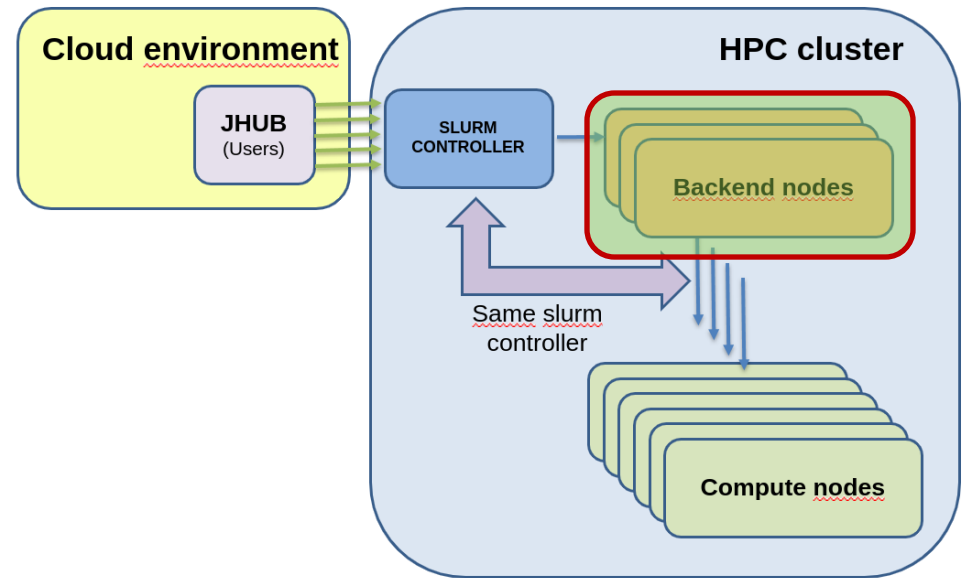 Cloud environment
HPC cluster
JHUB
(Users)
SLURM
CONTROLLER
Backend nodes
Same slurm
controller
Compute nodes